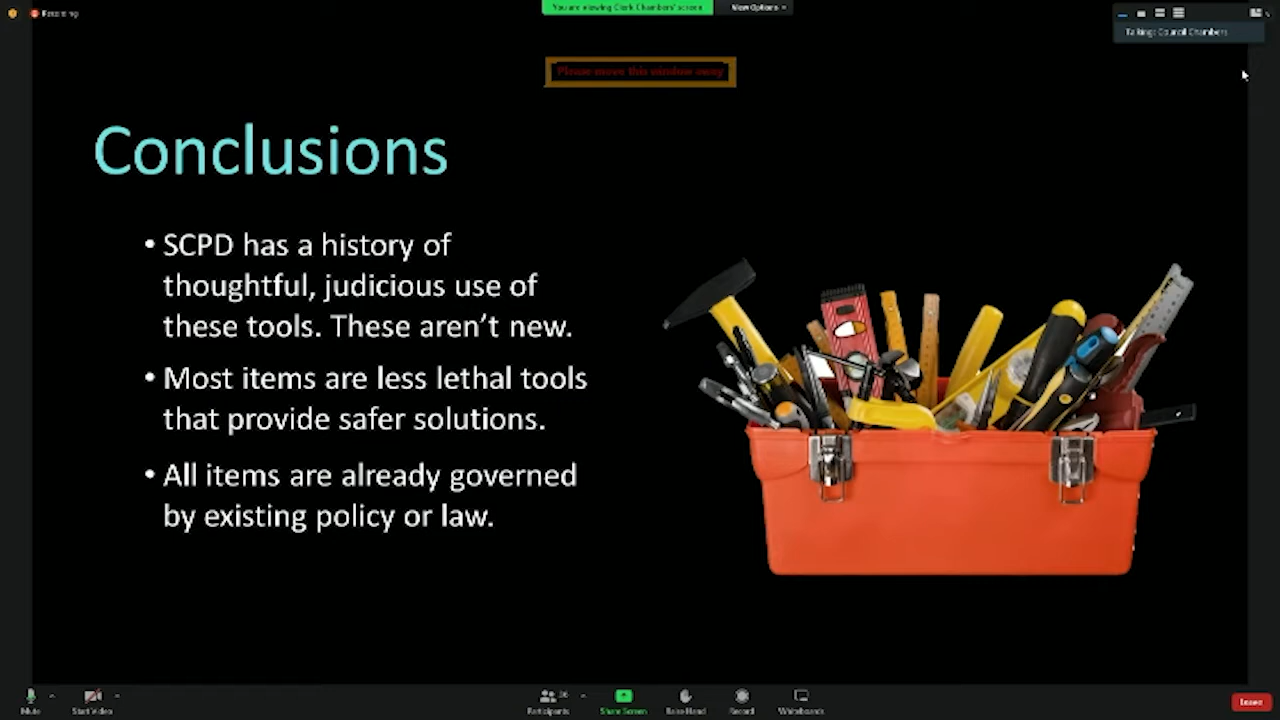 Recording
You are viewing Clerk Chambers' screen
View Options
Talking: Council Chambers
Please move this window away
Conclusions
• SCPD has a history of
thoughtful, judicious use of
these tools. These aren't new.
• Most items are less lethal tools
that provide safer solutions.
• All items are already governed
by existing policy or law.
Mute
Start Video
Participants
36
Share Screen
Raise Hand
Record
Whiteboards
Leave